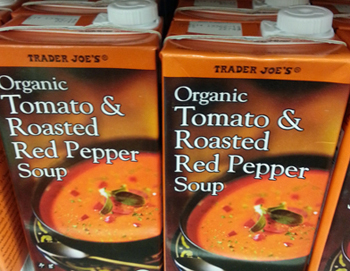 TRADER JOE'S®
Organic
Tomato &
Roasted
Red Pepper
Soup
TRADER JOE'S®
Organic
Tomato &
Roasted
Red Pepper
Soup